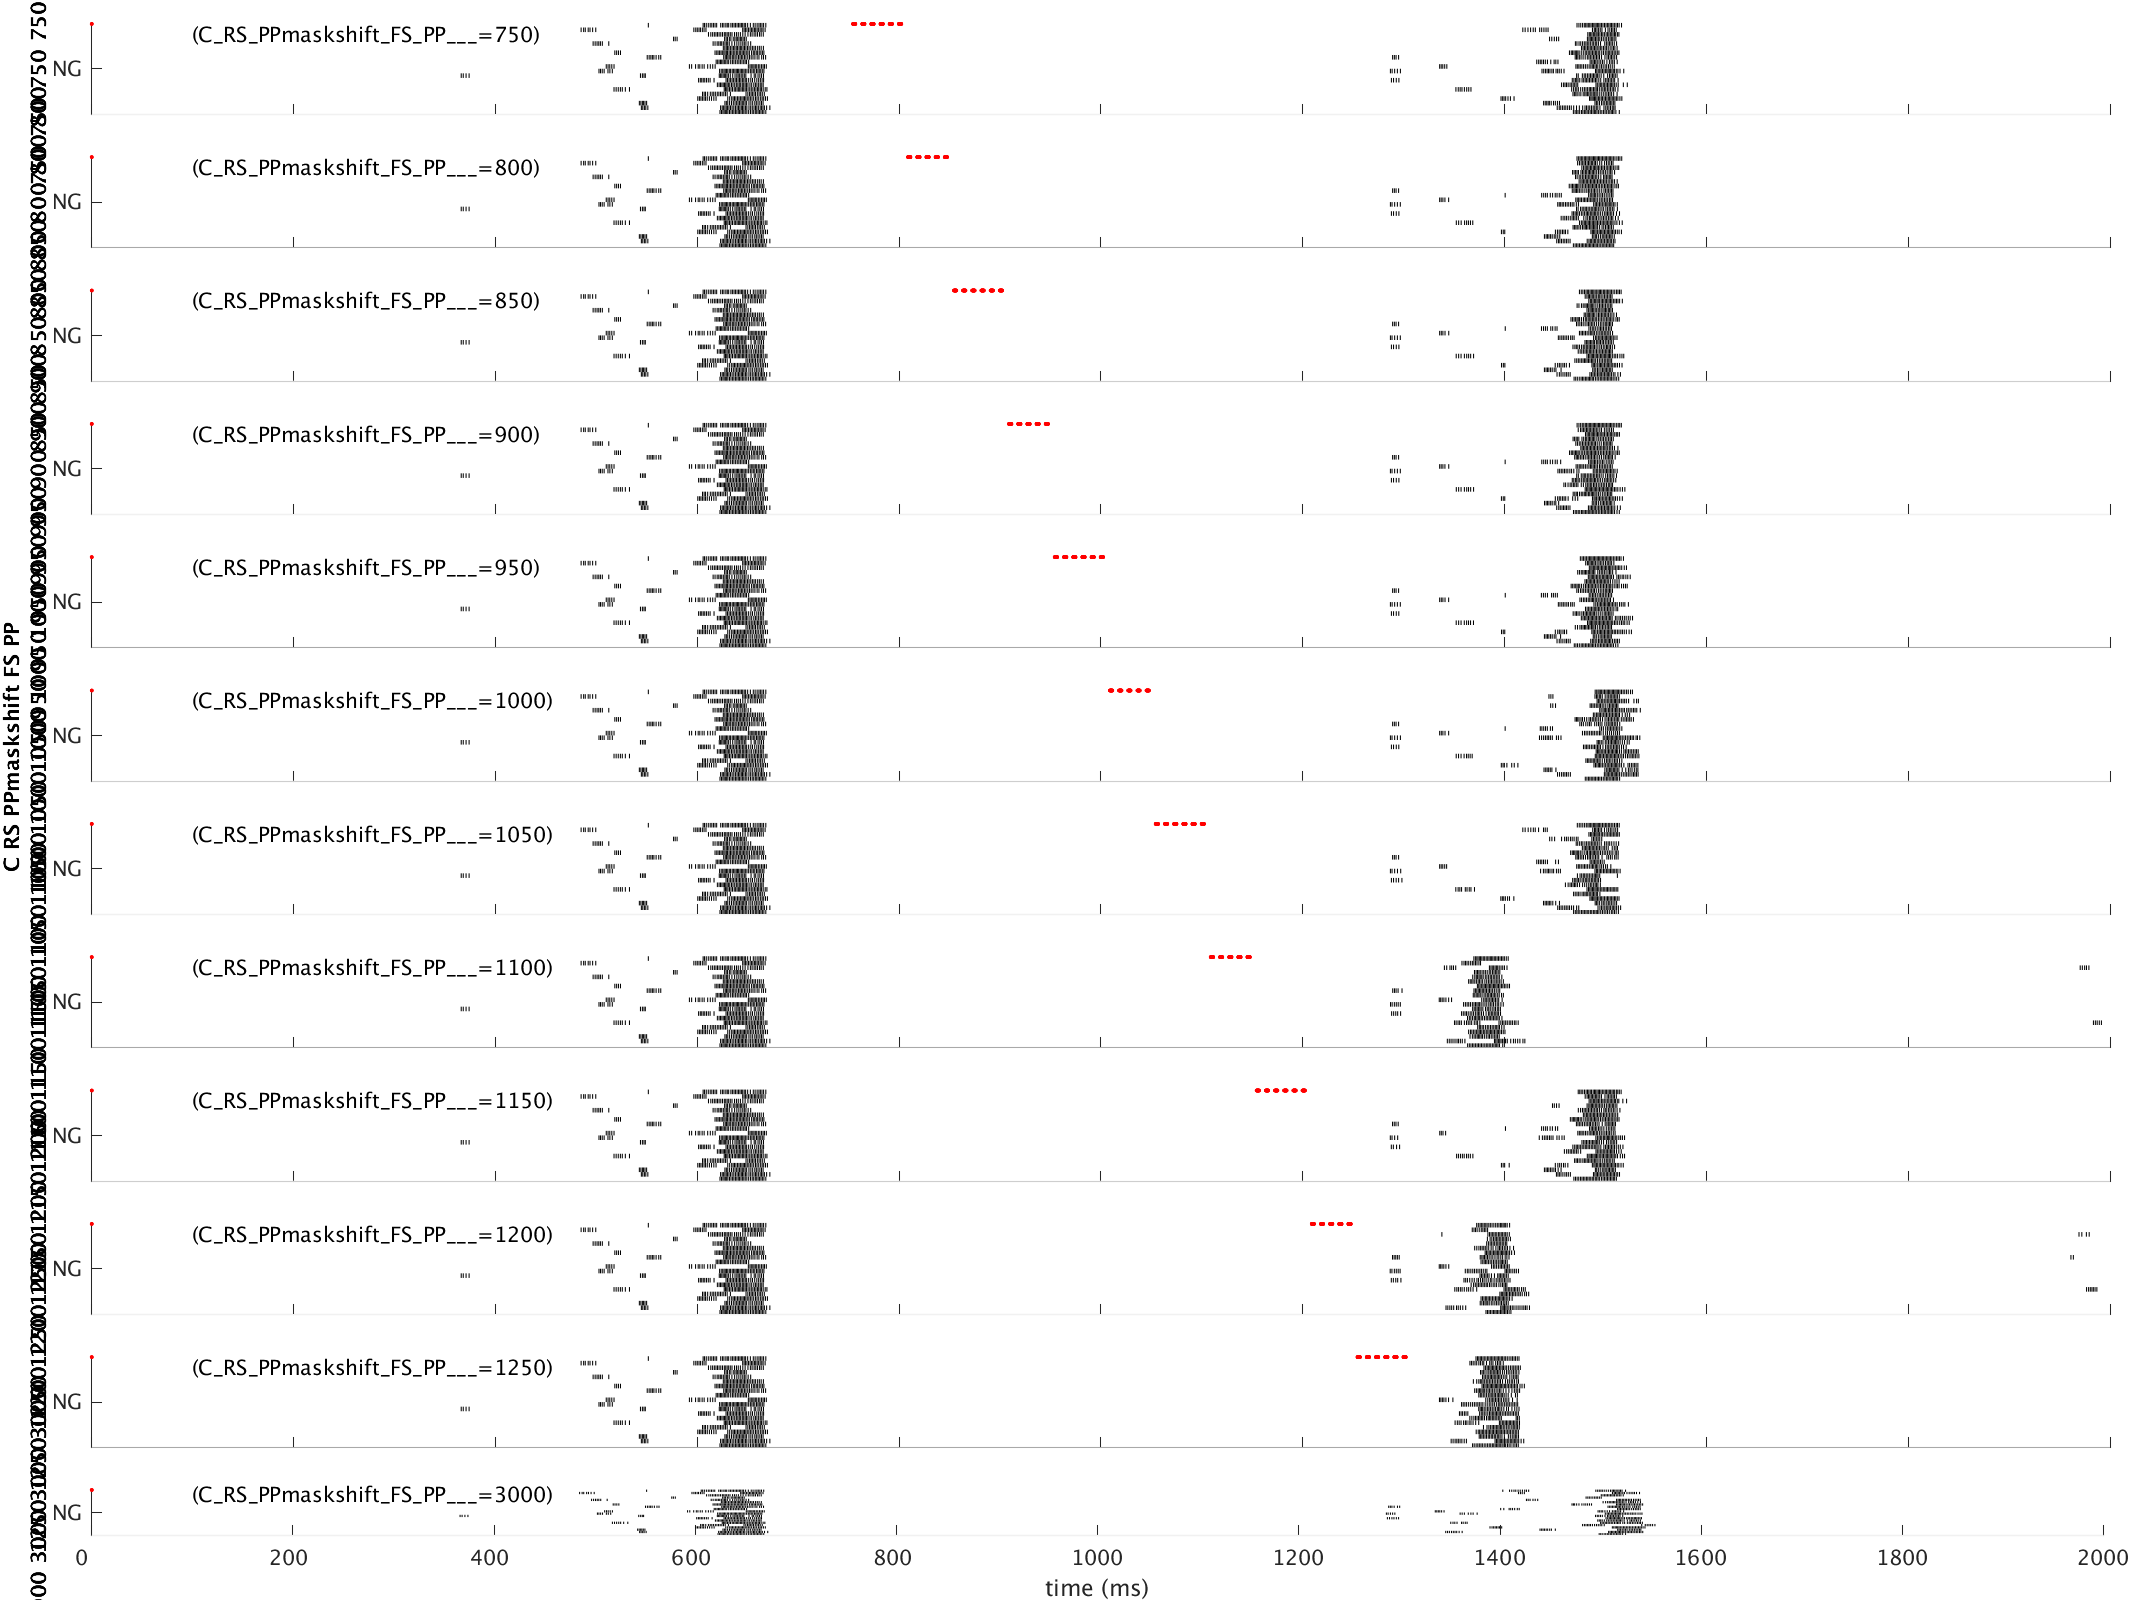 (C_RS_PPmaskshift_FS_PP___=750)
NG
(C_RS_PPmaskshift_FS_PP___=800)
NG
(C_RS_PPmaskshift_FS_PP___=850)
NG
(C_RS_PPmaskshift_FS_PP___=900)
NG
(C_RS_PPmaskshift_FS_PP___=950)
NG
(C_RS_PPmaskshift_FS_PP___=1000)
NG
(C_RS_PPmaskshift_FS_PP___=1050)
NG
(C_RS_PPmaskshift_FS_PP___=1100)
NG
(C_RS_PPmaskshift_FS_PP___=1150)
NG
(C_RS_PPmaskshift_FS_PP___=1200)
NG
(C_RS_PPmaskshift_FS_PP___=1250)
NG
(C_RS_PPmaskshift_FS_PP___=3000)
NG
0 200 400 600 800 1000 1200 1400 1600 1800 2000
time (ms)
C RS PPmaskshift FS PP
750